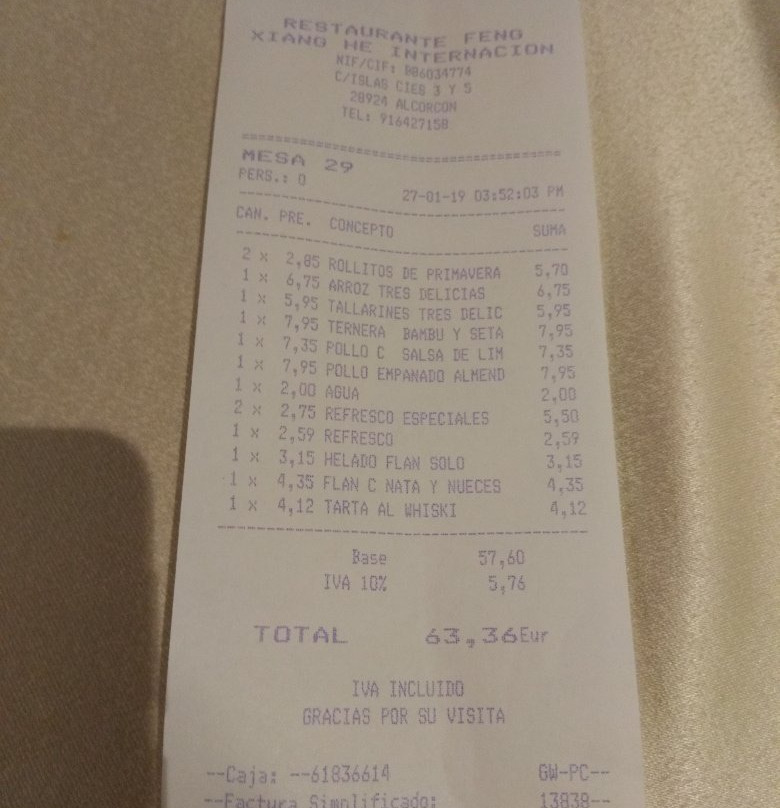 RESTAURANTE FENG
XIANG HE INTERNACION
NIF/CIF: B86034774
C/ISLAS CIES 3 Y 5
28924 ALCORCON
TEL: 916427158
MESA 29
PERS.: 0
27-01-19 03:52:03 PM
CAN. PRE. CONCEPTO SUMA
2 x 2,85 ROLLITOS DE PRIMAVERA 5,70
1 x 6,75 ARROZ TRES DELICIAS 6,75
1 x 5,95 TALLARINES TRES DELIC 5,95
1 x 7,95 TERNERA BAMBU Y SETA 7,95
1 x 7,35 POLLO C SALSA DE LIM 7,35
1 x 7,95 POLLO EMPANADO ALMEND 7,95
1 x 2,00 AGUA 2,00
2 x 2,75 REFRESCO ESPECIALES 5,50
1 x 2,59 REFRESCO 2,59
1 x 3,15 HELADO FLAN SOLO 3,15
1 x 4,35 FLAN C NATA Y NUECES 4,35
1 x 4,12 TARTA AL WHISKI 4,12
Base 57,60
IVA 10% 5,76
TOTAL 63,36Eur
IVA INCLUIDO
GRACIAS POR SU VISITA
--Caja: --61836614 GW-PC--
--Factura Simplificado: 13838--